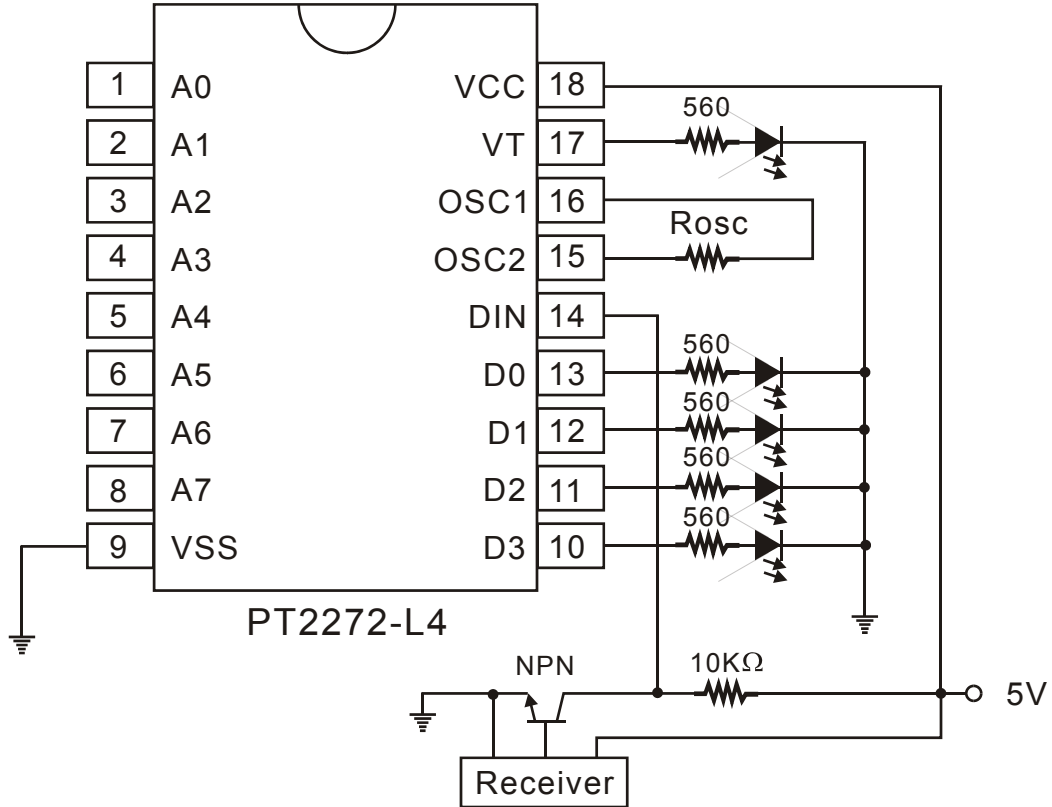 1 A0 VCC 18
560
2 A1 VT 17
3 A2 OSC1 16
Rosc
4 A3 OSC2 15
5 A4 DIN 14
560
6 A5 D0 13
560
7 A6 D1 12
560
8 A7 D2 11
560
9 VSS D3 10
PT2272-L4
NPN 10KΩ
5V
Receiver